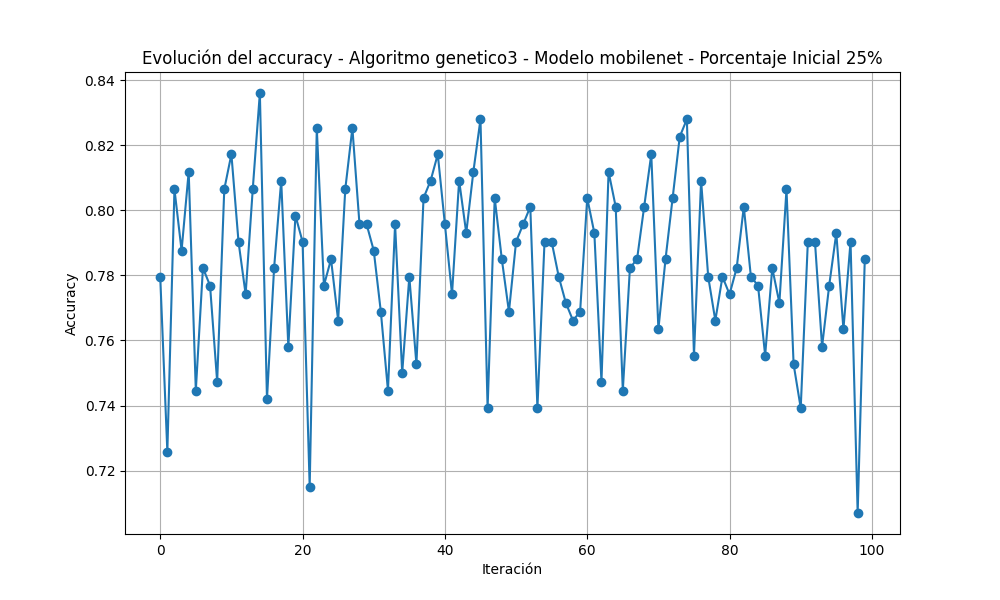 Evolución del accuracy - Algoritmo genetico3 - Modelo mobilenet - Porcentaje Inicial 25%
0.84
0.82
0.80
0.78
0.76
0.74
0.72
Accuracy
0 20 40 60 80 100
Iteración